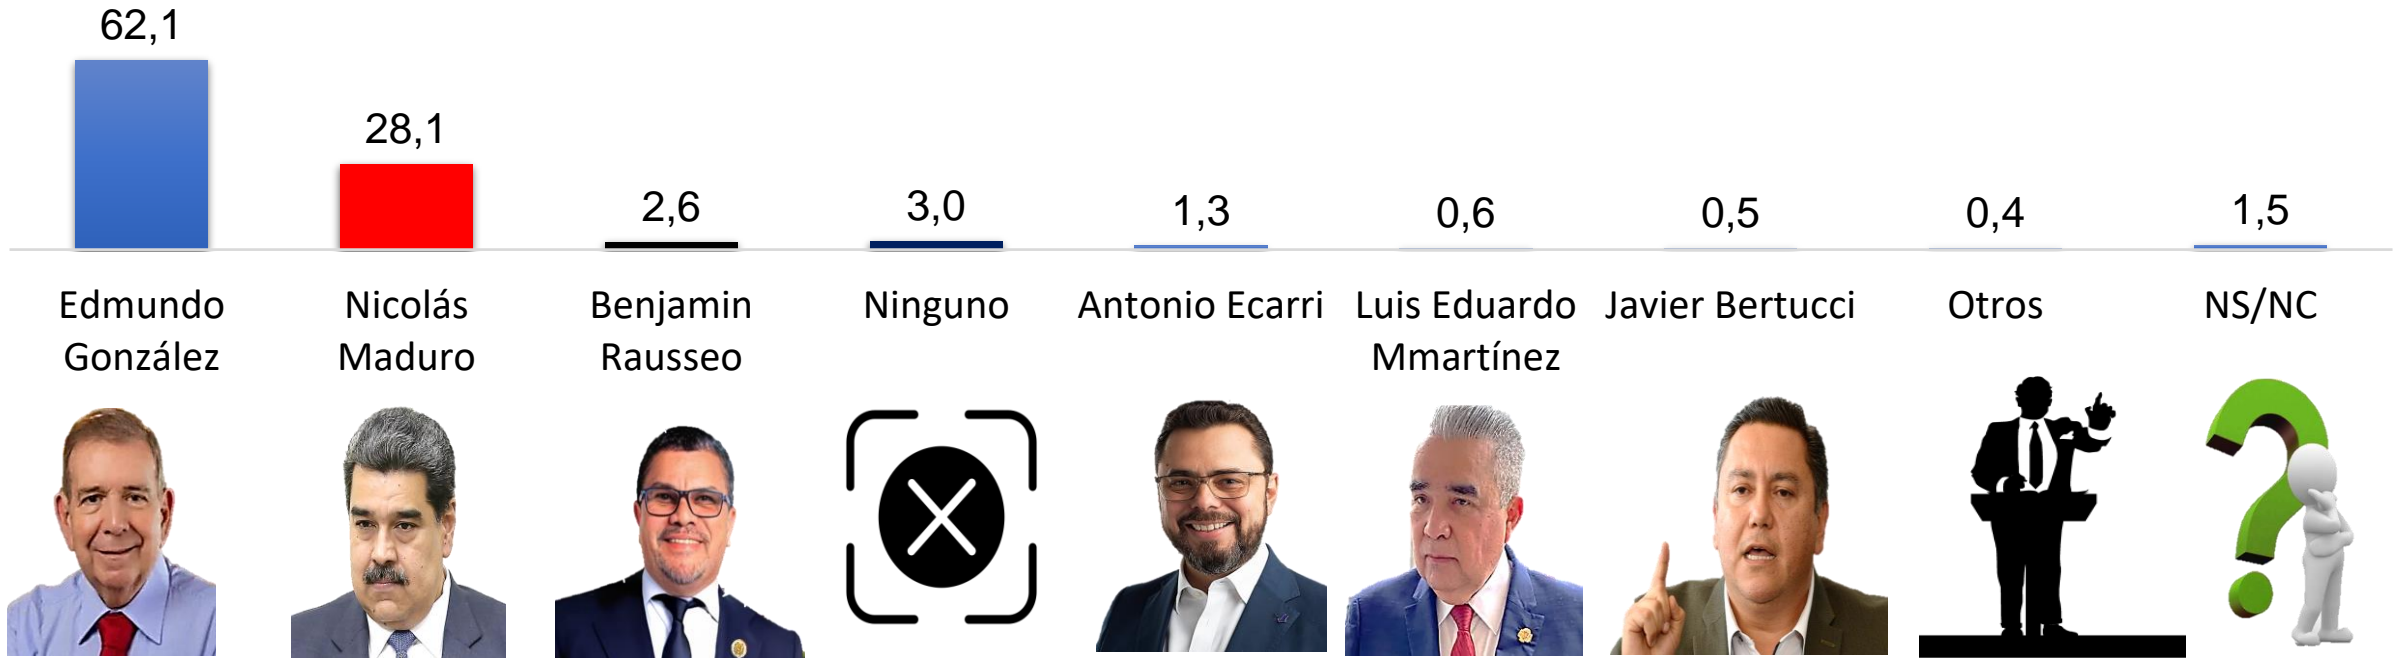 62,1
28,1
2,6
3,0
1,3
0,6
0,5
0,4
1,5
Edmundo
González
Nicolás
Maduro
Benjamin
Rausseo
Ninguno
Antonio Ecarri
Luis Eduardo
Mmartínez
Javier Bertucci
Otros
NS/NC